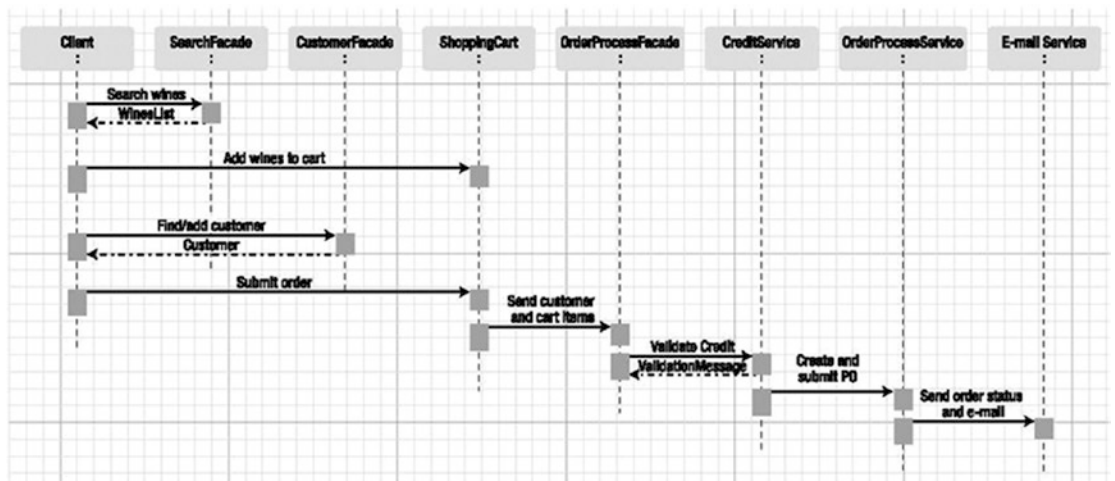 Client SearchFacade CustomerFacade ShoppingCart OrderProcessFacade CreditService OrderProcessService E-mail Service
Search wines
WinesList
Add wines to cart
Find/add customer
Customer
Submit order
Send customer
and cart items
Validate Credit
ValidationMessage
Create and
submit PO
Send order status
and e-mail